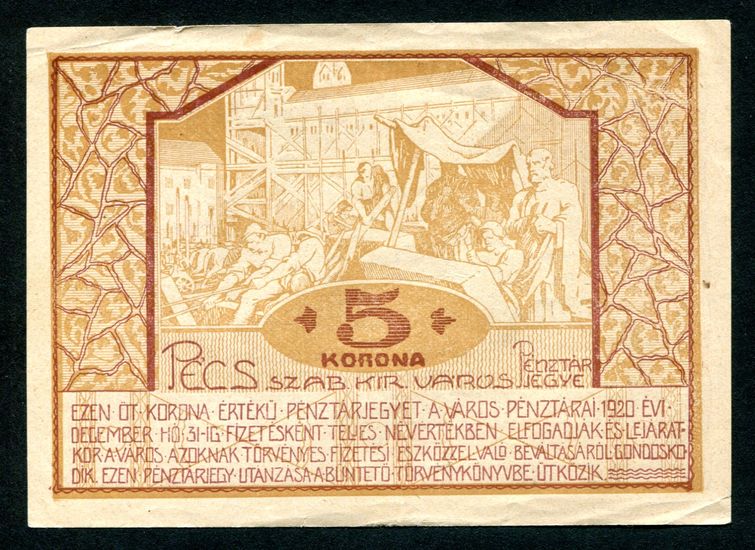 5
KORONA
PÉCS SZAB. KIR. VÁROS PÉNZTÁR
JEGYE
EZEN ÖT KORONA ÉRTÉKŰ PÉNZTÁRJEGYET A VÁROS PÉNZTÁRAI 1920 ÉVI
DECEMBER HÓ 31-IG FIZETÉSKÉNT TELJES NÉVÉRTÉKBEN ELFOGADJÁK ÉS LEJÁRAT-
KOR A VÁROS AZOKNAK TÖRVÉNYES FIZETÉSI ESZKÖZZEL VALÓ BEVÁLTÁSÁRÓL GONDOSKO
DIK. EZEN PÉNZTÁRJEGY UTÁNZÁSA A BÜNTETŐ TÖRVÉNYKÖNYVBE ÜTKÖZIK.